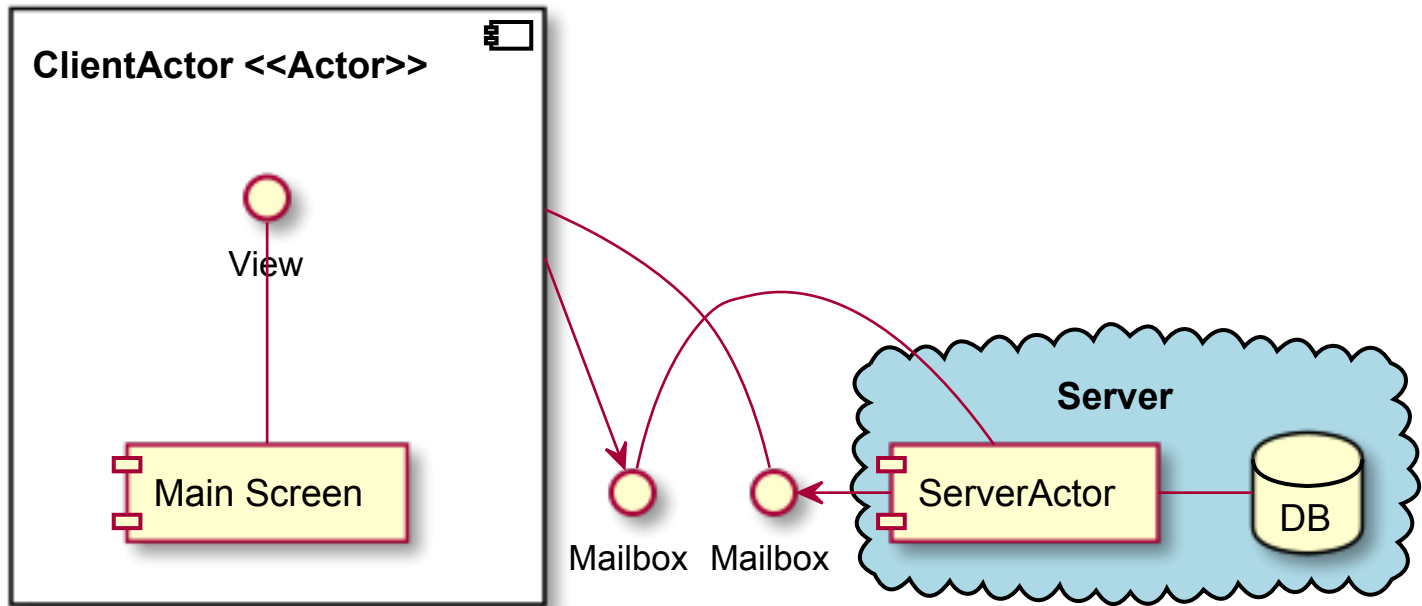 ClientActor <<Actor>>
View
Main Screen
Mailbox
Mailbox
Server
ServerActor
DB